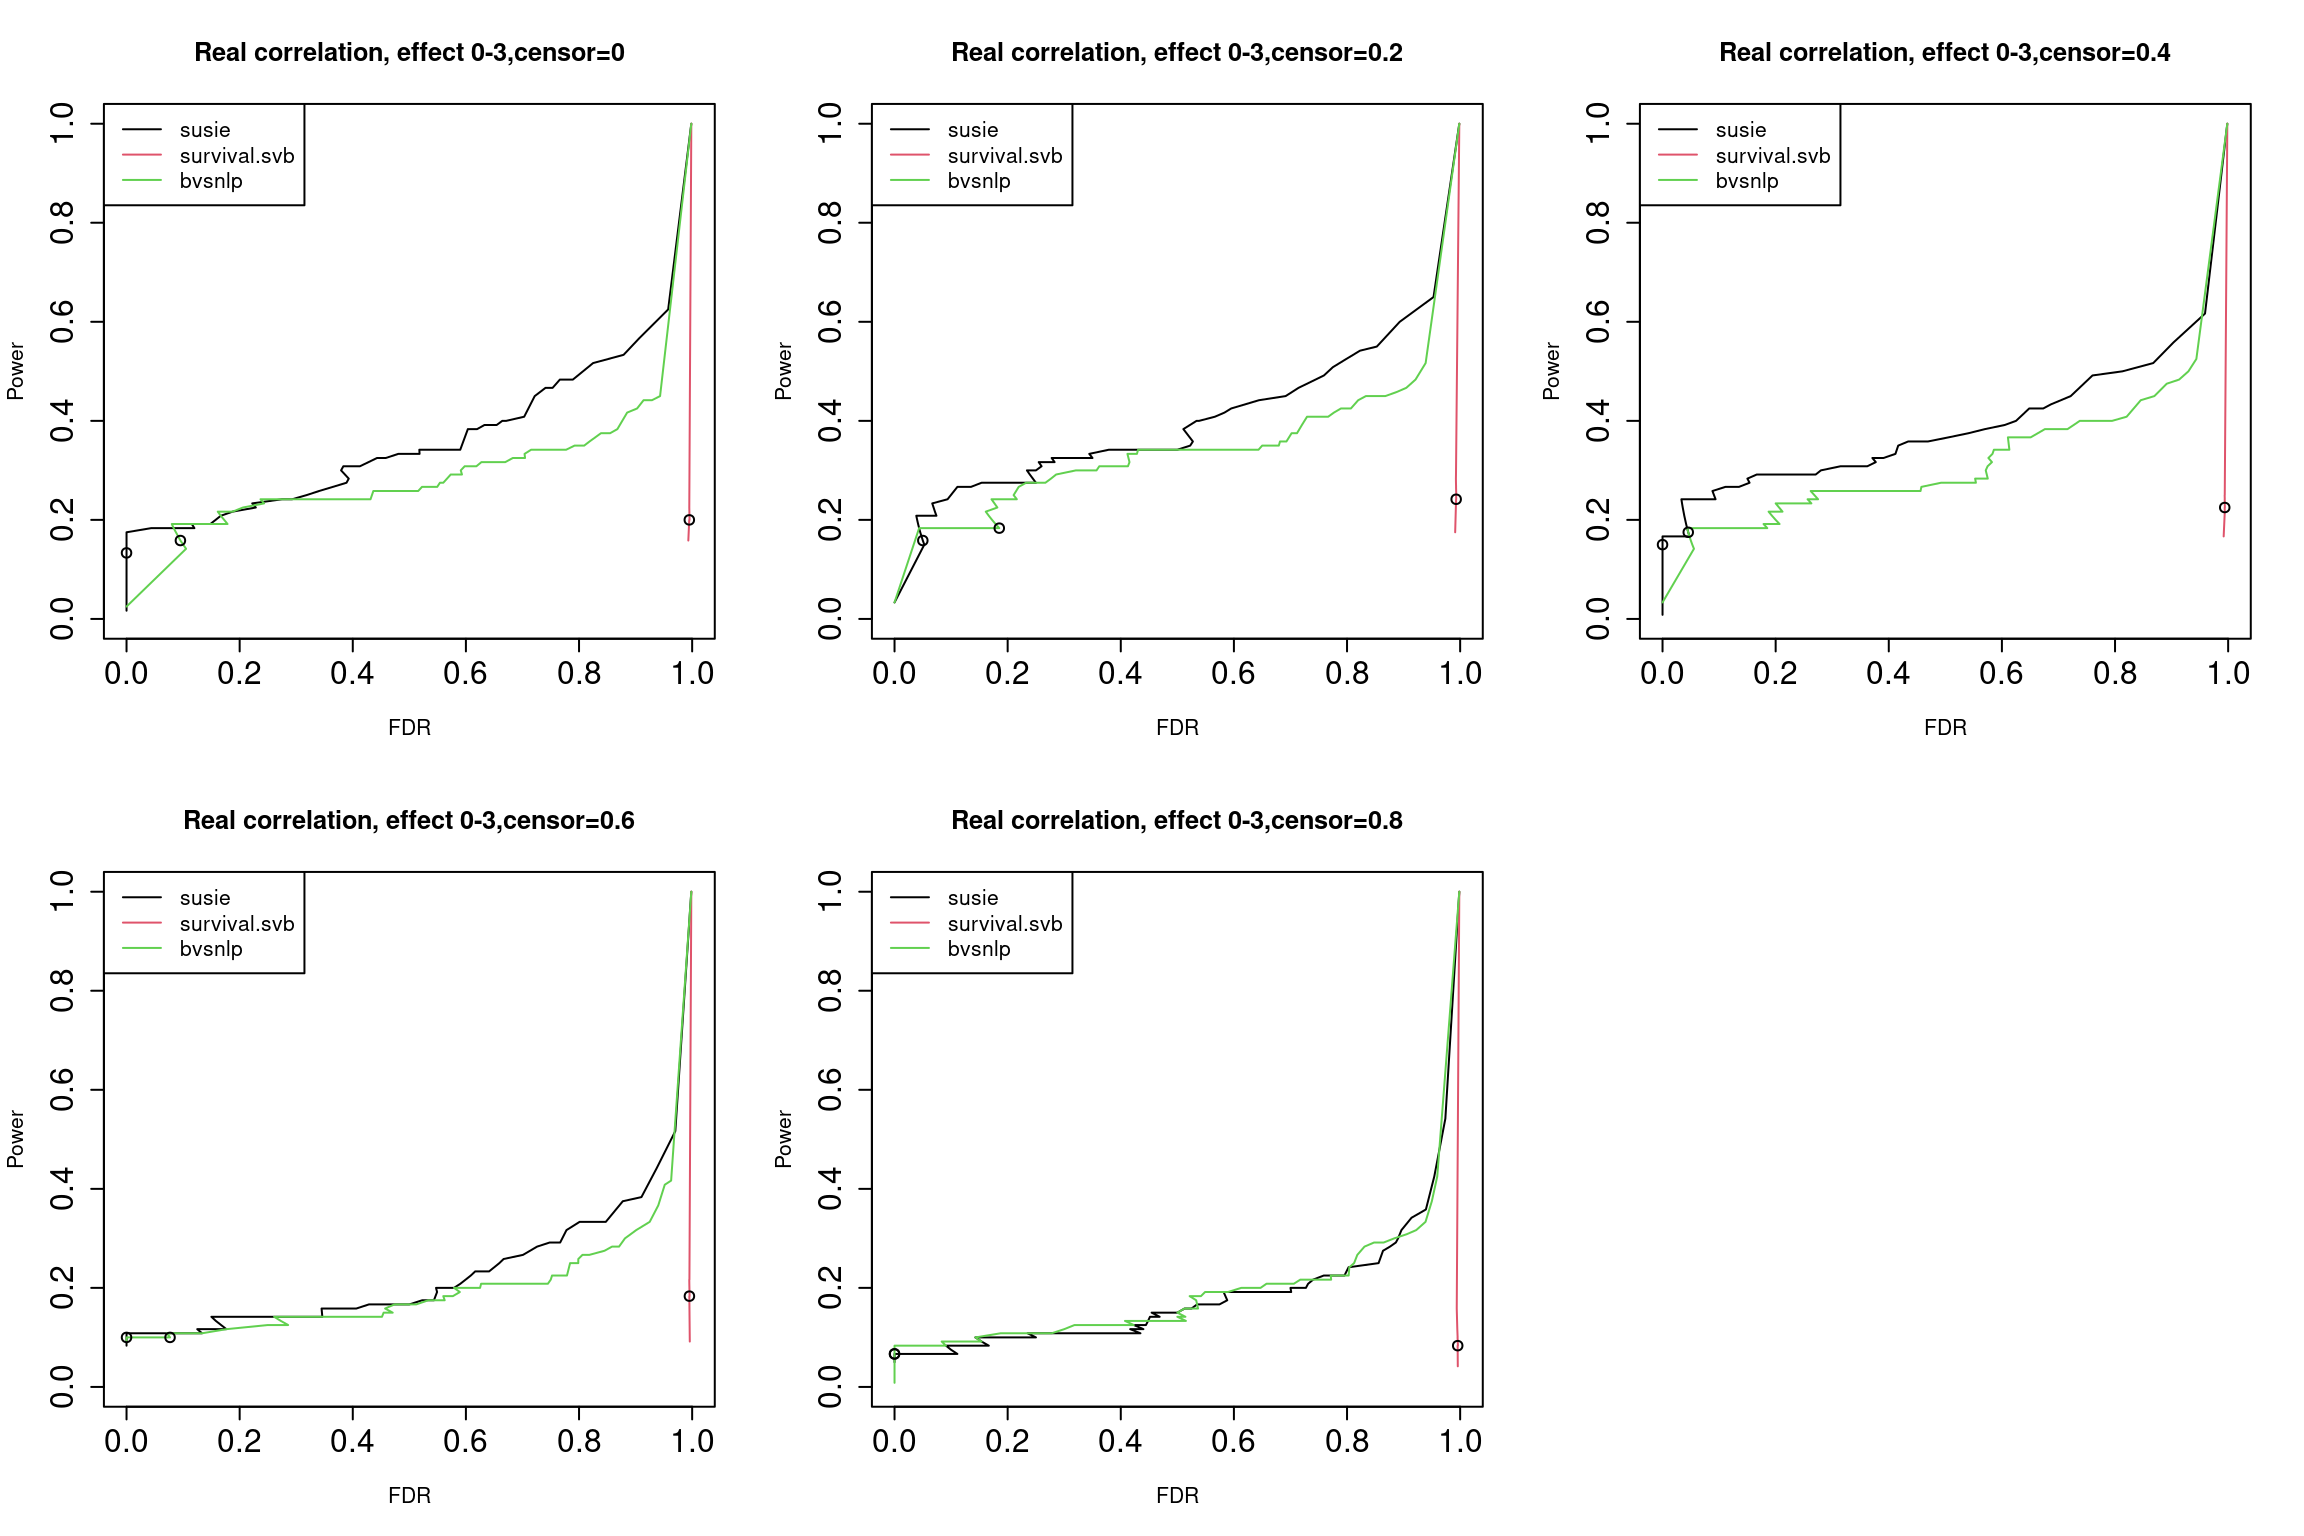 Real correlation, effect 0-3,censor=0
susie
survival.svb
bvsnlp
Power
0.0 0.2 0.4 0.6 0.8 1.0
0.0 0.2 0.4 0.6 0.8 1.0
FDR
Real correlation, effect 0-3,censor=0.2
susie
survival.svb
bvsnlp
Power
0.0 0.2 0.4 0.6 0.8 1.0
0.0 0.2 0.4 0.6 0.8 1.0
FDR
Real correlation, effect 0-3,censor=0.4
susie
survival.svb
bvsnlp
Power
0.0 0.2 0.4 0.6 0.8 1.0
0.0 0.2 0.4 0.6 0.8 1.0
FDR
Real correlation, effect 0-3,censor=0.6
susie
survival.svb
bvsnlp
Power
0.0 0.2 0.4 0.6 0.8 1.0
0.0 0.2 0.4 0.6 0.8 1.0
FDR
Real correlation, effect 0-3,censor=0.8
susie
survival.svb
bvsnlp
Power
0.0 0.2 0.4 0.6 0.8 1.0
0.0 0.2 0.4 0.6 0.8 1.0
FDR